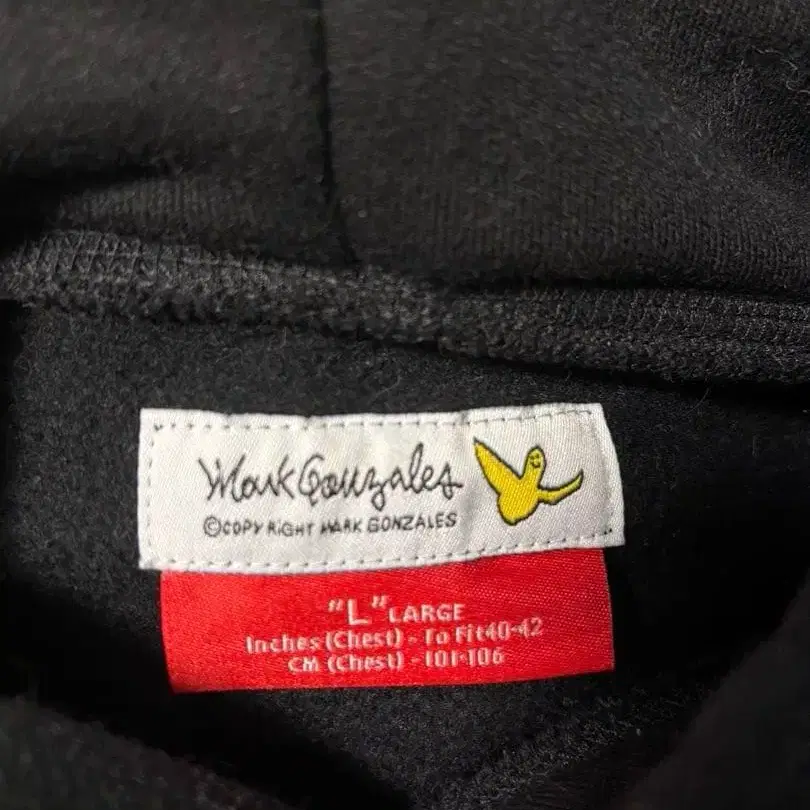 Mark Gonzales
©COPY RIGHT MARK GONZALES
"L" LARGE
Inches (Chest) - To Fit 40-42
CM (Chest) - 101-106